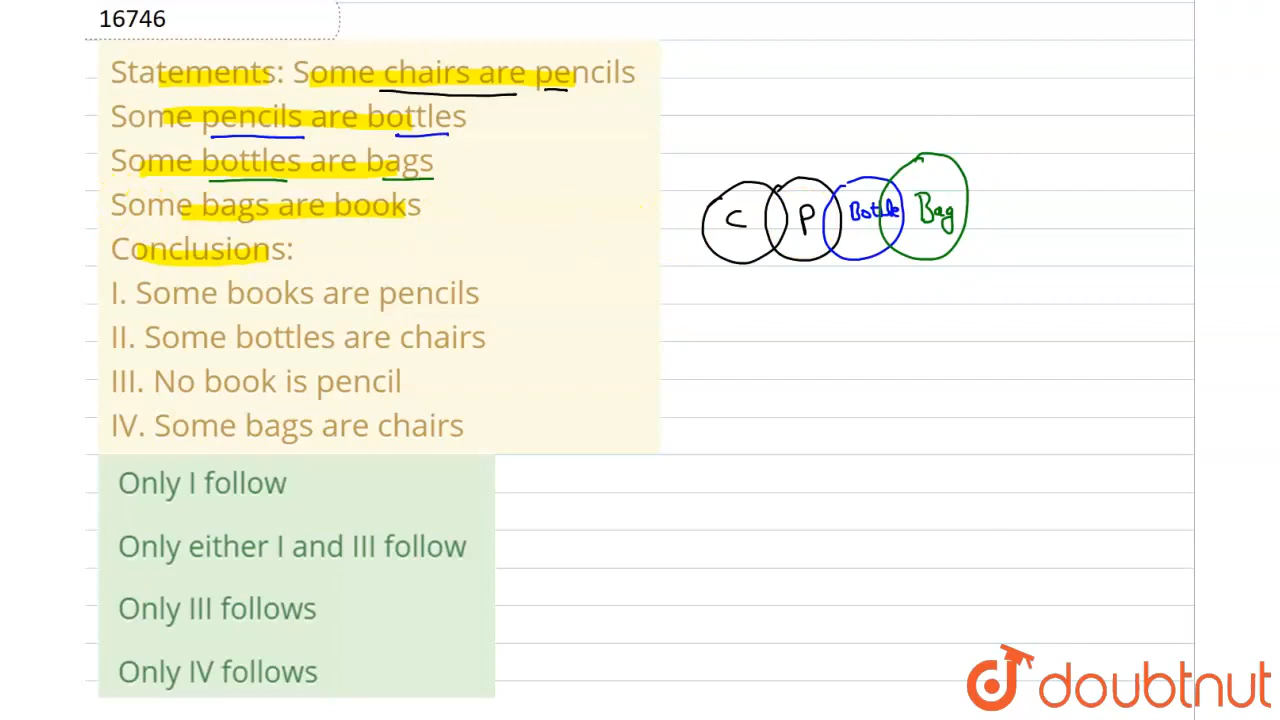 16746
Statements: Some chairs are pencils
Some pencils are bottles
Some bottles are bags
Some bags are books
Conclusions:
I. Some books are pencils
II. Some bottles are chairs
III. No book is pencil
IV. Some bags are chairs
C P Bottle Bag
Only I follow
Only either I and III follow
Only III follows
Only IV follows
doubtnut